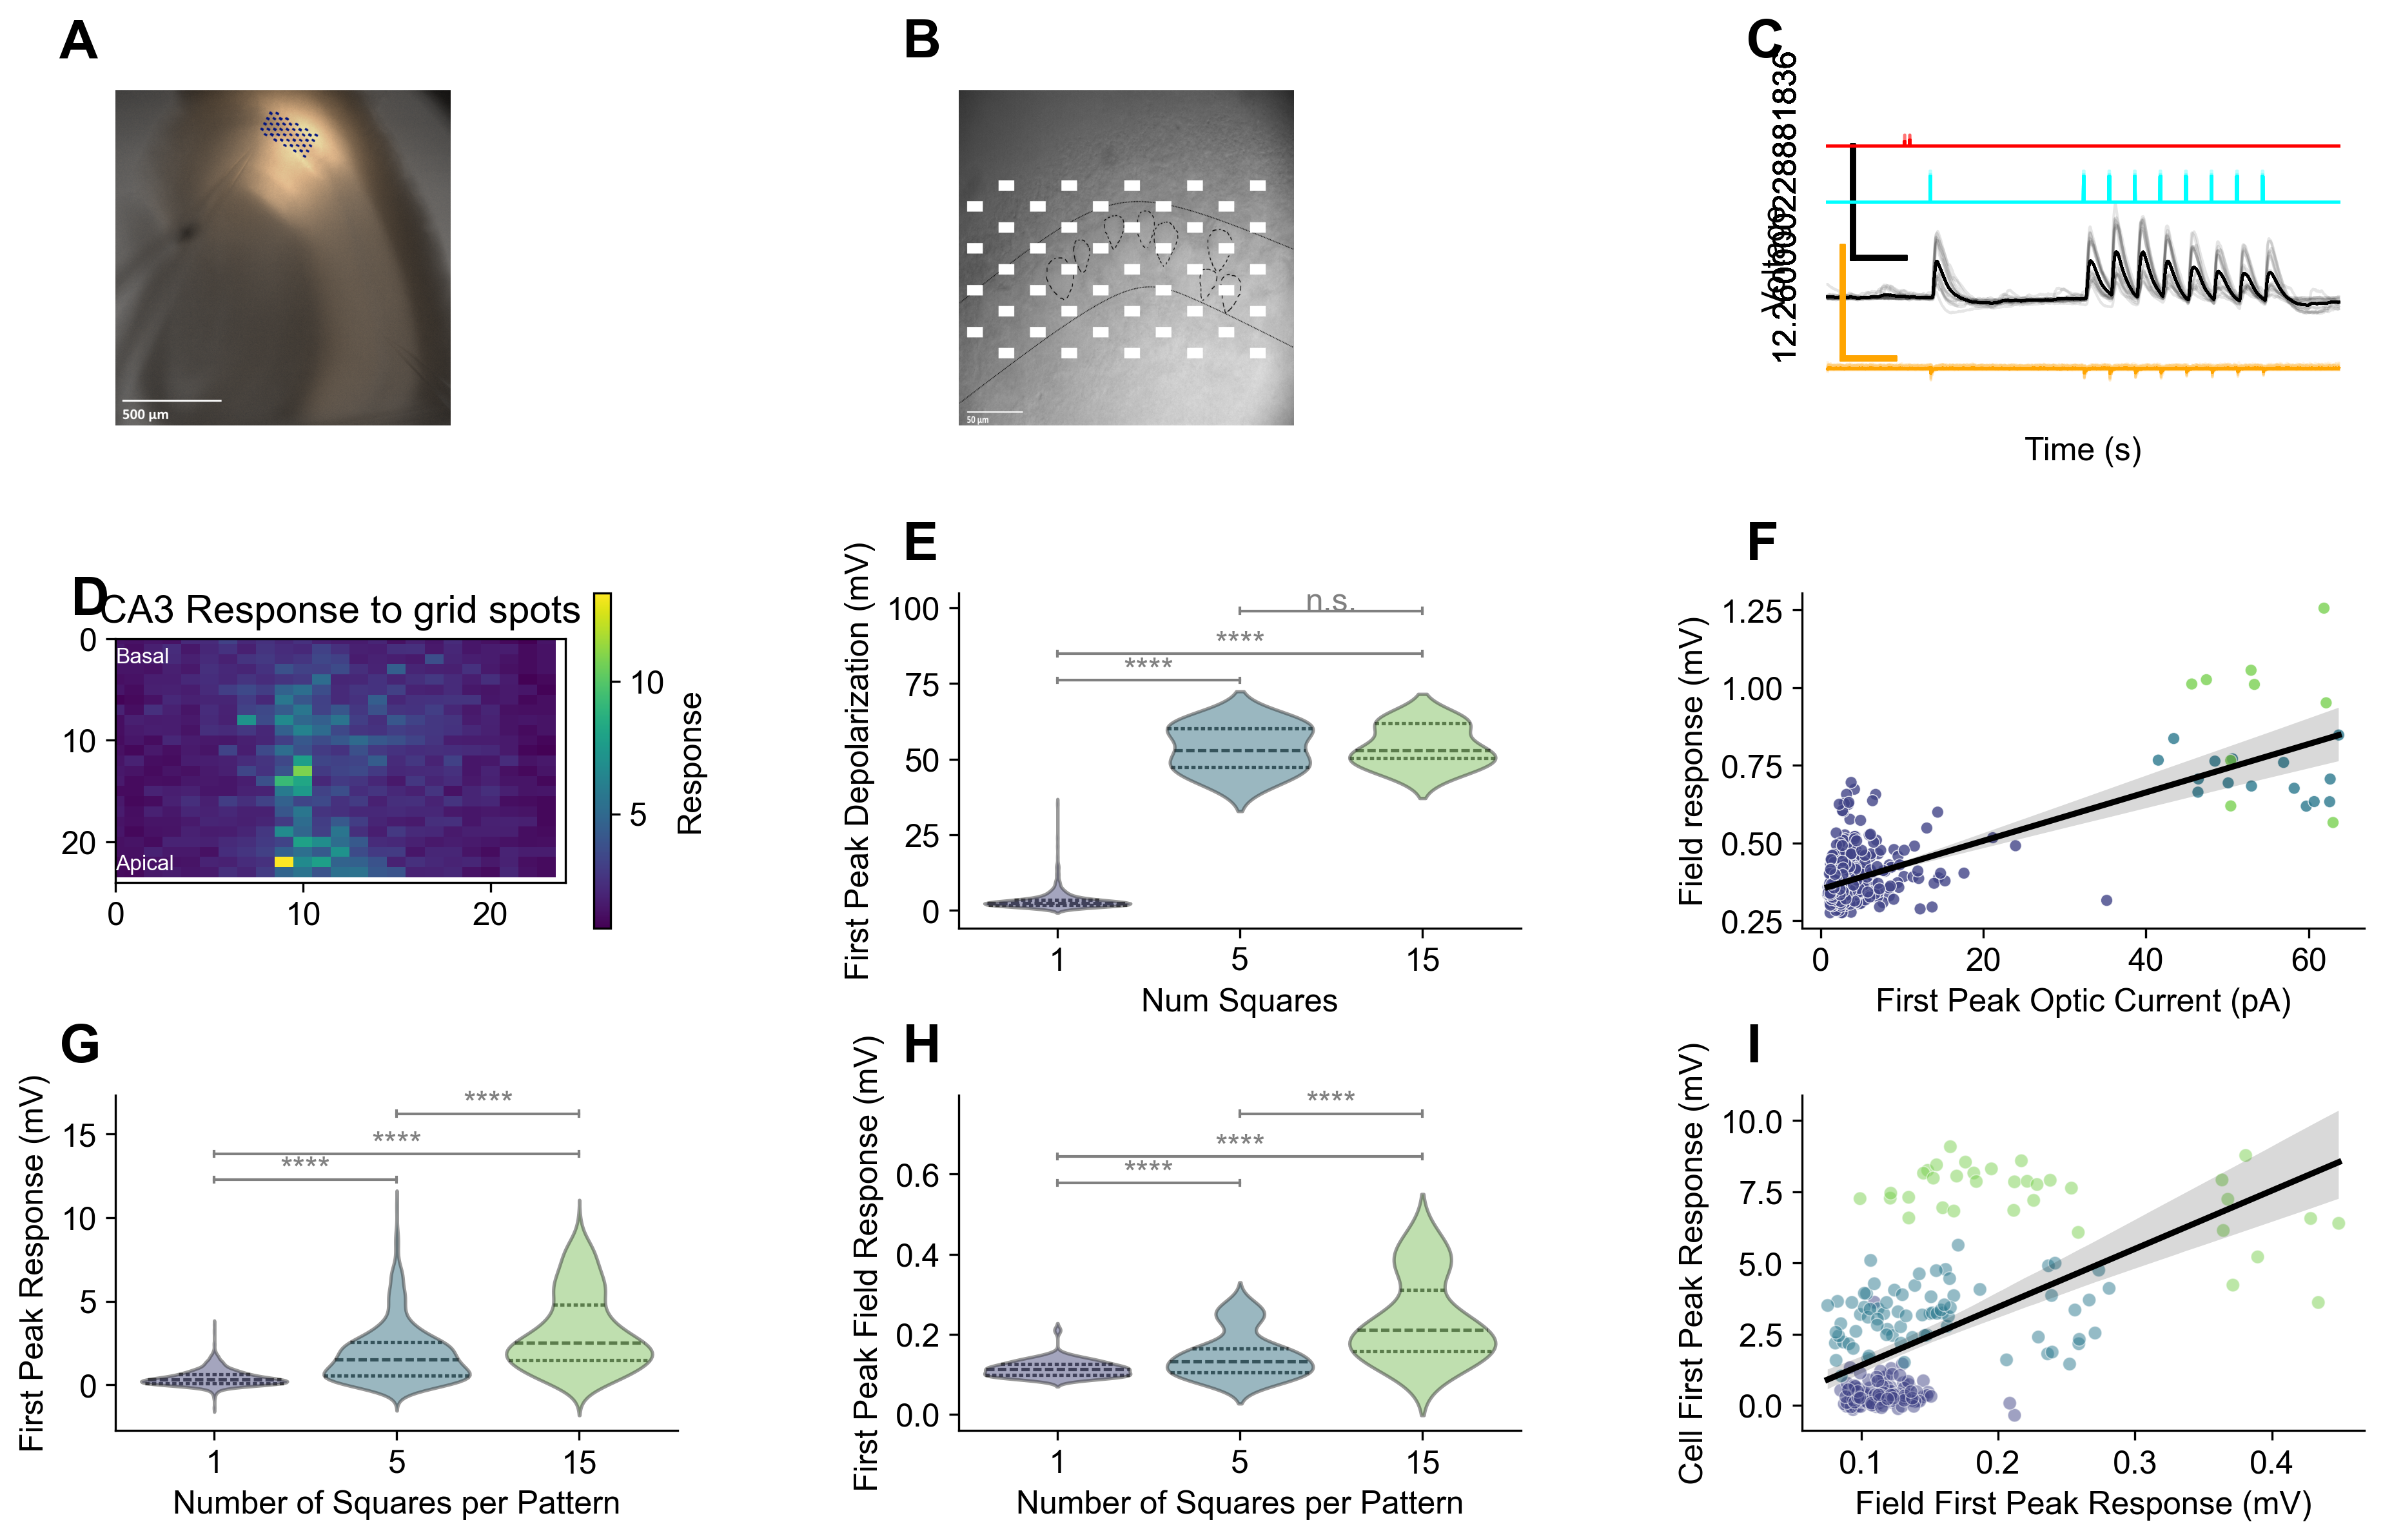 A
500 µm
B
50 µm
C
Voltage
Time (s)
D
CA3 Response to grid spots
0
10
20
Basal
Apical
0
10
20
10
5
Response
E
First Peak Depolarization (mV)
100
75
50
25
0
n.s.
****
****
1
5
15
Num Squares
F
Field response (mV)
1.25
1.00
0.75
0.50
0.25
0
20
40
60
First Peak Optic Current (pA)
G
First Peak Response (mV)
15
10
5
0
****
****
****
1
5
15
Number of Squares per Pattern
H
First Peak Field Response (mV)
0.6
0.4
0.2
0.0
****
****
****
1
5
15
Number of Squares per Pattern
I
Cell First Peak Response (mV)
10.0
7.5
5.0
2.5
0.0
0.1
0.2
0.3
0.4
Field First Peak Response (mV)